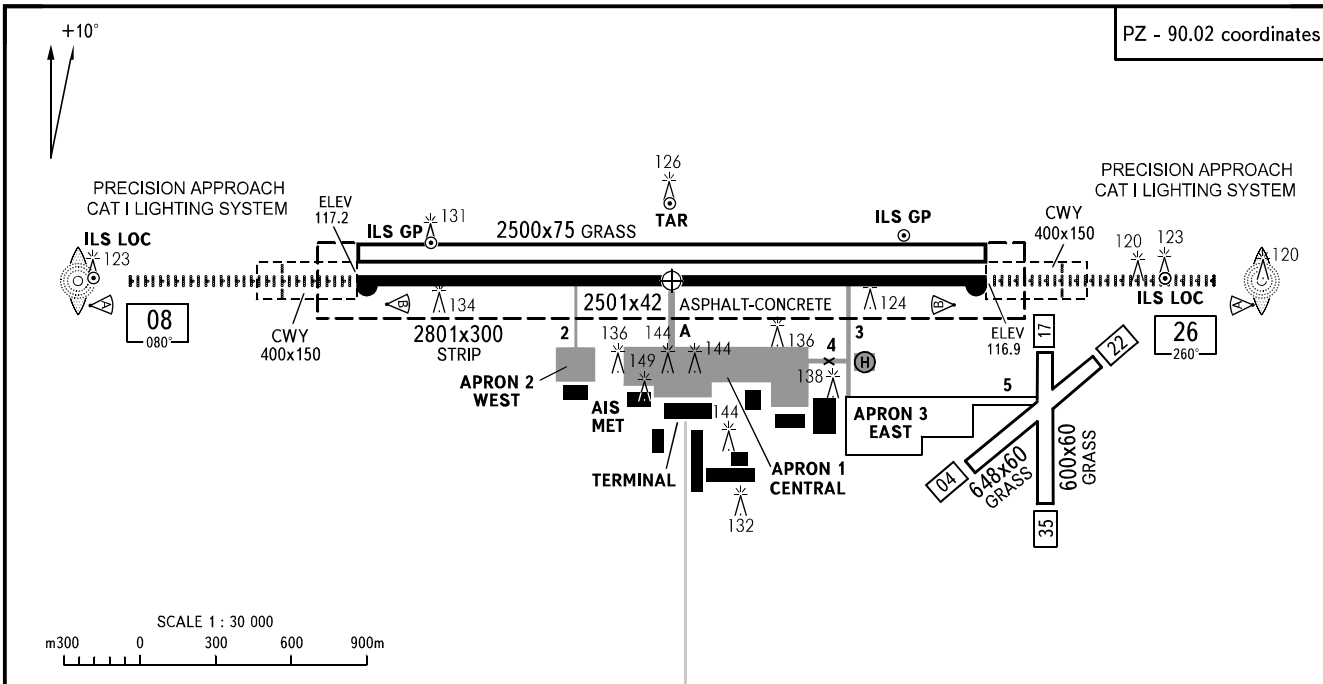 +10°
PZ - 90.02 coordinates
PRECISION APPROACH
CAT I LIGHTING SYSTEM
ELEV
117.2
126
TAR
PRECISION APPROACH
CAT I LIGHTING SYSTEM
ILS LOC
123
ILS GP
131
2500x75 GRASS
ILS GP
CWY
400x150
120
123
120
ILS LOC
A
B
134
2501x42
ASPHALT-CONCRETE
124
B
A
08
080°
CWY
400x150
2801x300
STRIP
2
136
144
A
144
136
3
4
H
ELEV
116.9
17
22
26
260°
APRON 2
WEST
149
138
5
AIS
MET
144
APRON 3
EAST
TERMINAL
APRON 1
CENTRAL
04
648x60
GRASS
600x60
GRASS
132
35
SCALE 1 : 30 000
m300 0 300 600 900m